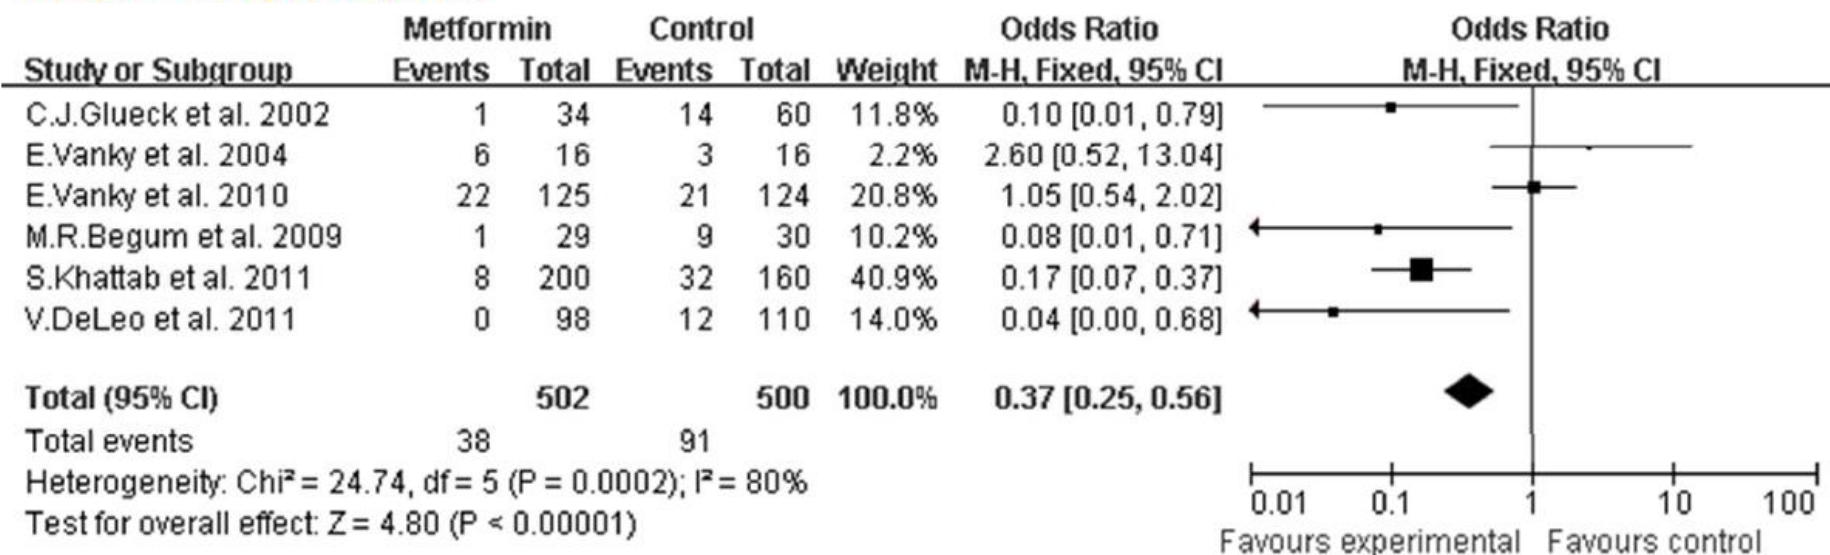 Metformin Control Odds Ratio Odds Ratio
Study or Subgroup Events Total Events Total Weight M-H, Fixed, 95% CI M-H, Fixed, 95% CI
C.J.Glueck et al. 2002 1 34 14 60 11.8% 0.10 [0.01, 0.79]
E.Vanky et al. 2004 6 16 3 16 2.2% 2.60 [0.52, 13.04]
E.Vanky et al. 2010 22 125 21 124 20.8% 1.05 [0.54, 2.02]
M.R.Begum et al. 2009 1 29 9 30 10.2% 0.08 [0.01, 0.71]
S.Khattab et al. 2011 8 200 32 160 40.9% 0.17 [0.07, 0.37]
V.DeLeo et al. 2011 0 98 12 110 14.0% 0.04 [0.00, 0.68]
Total (95% CI) 502 500 100.0% 0.37 [0.25, 0.56]
Total events 38 91
Heterogeneity: Chi² = 24.74, df = 5 (P = 0.0002); I² = 80%
Test for overall effect: Z = 4.80 (P < 0.00001)
0.01 0.1 1 10 100
Favours experimental Favours control